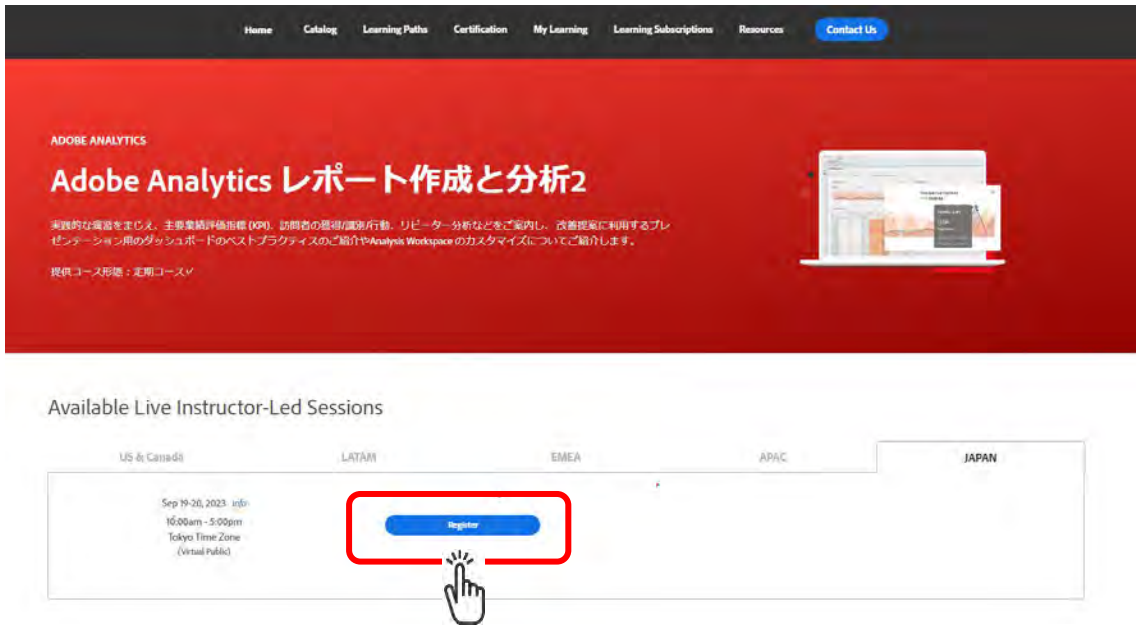 Home Catalog Learning Paths Certification My Learning Learning Subscriptions Resources Contact Us
ADOBE ANALYTICS
Adobe Analytics レポート作成と分析2
実践的な演習をまじえ、主要業績評価指標 (KPI)、訪問者の獲得/識別/行動、リピーター分析などをご案内し、改善提案に利用するプレ
ゼンテーション用のダッシュボードのベストプラクティスのご紹介やAnalysis Workspace のカスタマイズについてご紹介します。
提供コース形態：定期コース✓
Available Live Instructor-Led Sessions
US & Canada LATAM EMEA APAC JAPAN
Sep 19-20, 2023 info
10:00am - 5:00pm
Tokyo Time Zone
(Virtual Public)
Register